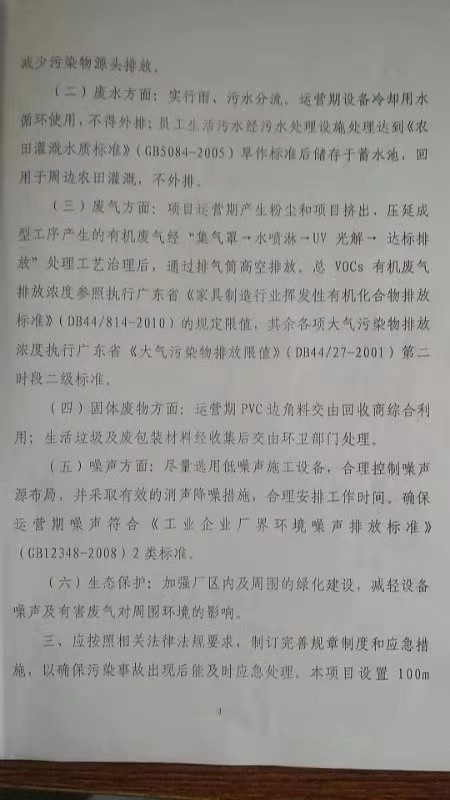 减少污染物源头排放。
（二）废水方面：实行雨、污水分流。运营期设备冷却用水
循环使用，不得外排；员工生活污水经污水处理设施处理达到《农
田灌溉水质标准》（GB5084-2005）旱作标准后储存于蓄水池，回
用于周边农田灌溉，不外排。
（三）废气方面：项目运营期产生粉尘和项目挤出、压延成
型工序产生的有机废气经“集气罩→水喷淋→UV 光解→ 达标排
放”处理工艺治理后，通过排气筒高空排放。总 VOCs 有机废气
排放浓度参照执行广东省《家具制造行业挥发性有机化合物排放
标准》（DB44/814-2010）的规定限值，其余各项大气污染物排放
浓度执行广东省《大气污染物排放限值》（DB44/27-2001）第二
时段二级标准。
（四）固体废物方面：运营期 PVC 边角料交由回收商综合利
用；生活垃圾及废包装材料经收集后交由环卫部门处理。
（五）噪声方面：尽量选用低噪声施工设备，合理控制噪声
源布局，并采取有效的消声降噪措施，合理安排工作时间。确保
运营期噪声符合《工业企业厂界环境噪声排放标准》
（GB12348-2008）2 类标准。
（六）生态保护：加强厂区内及周围的绿化建设，减轻设备
噪声及有害废气对周围环境的影响。
三、应按照相关法律法规要求，制订完善规章制度和应急措
施，以确保污染事故出现后能及时应急处理。本项目设置 100m
3